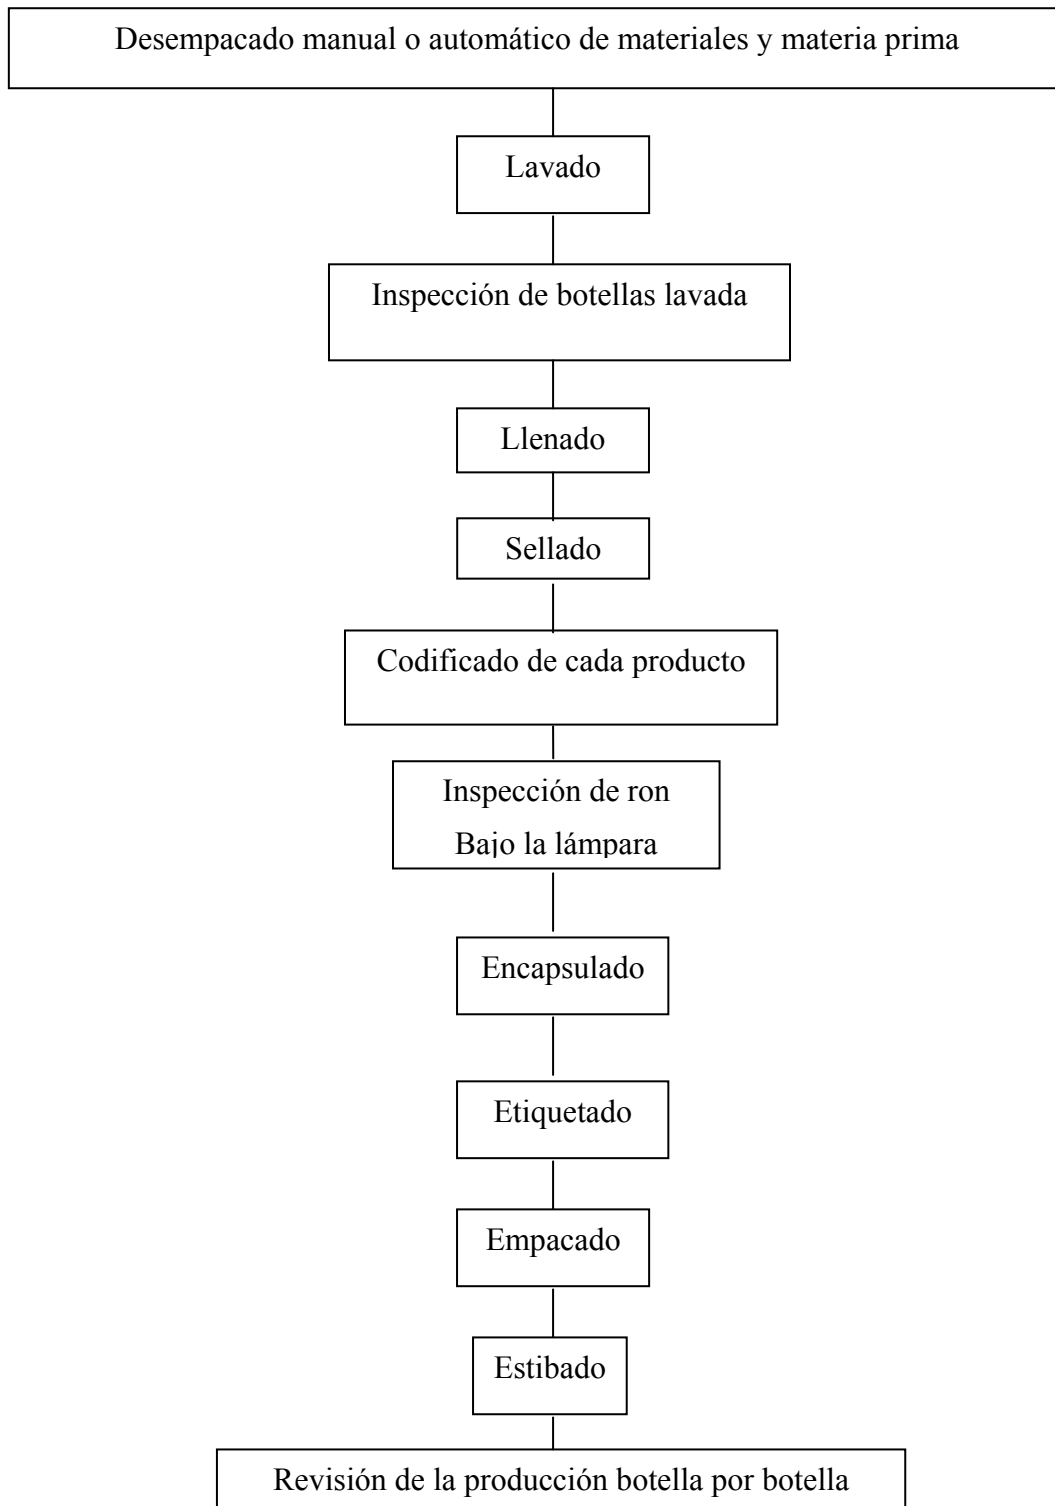 Desempacado manual o automático de materiales y materia prima
Lavado
Inspección de botellas lavada
Llenado
Sellado
Codificado de cada producto
Inspección de ron
Bajo la lámpara
Encapsulado
Etiquetado
Empacado
Estibado
Revisión de la producción botella por botella